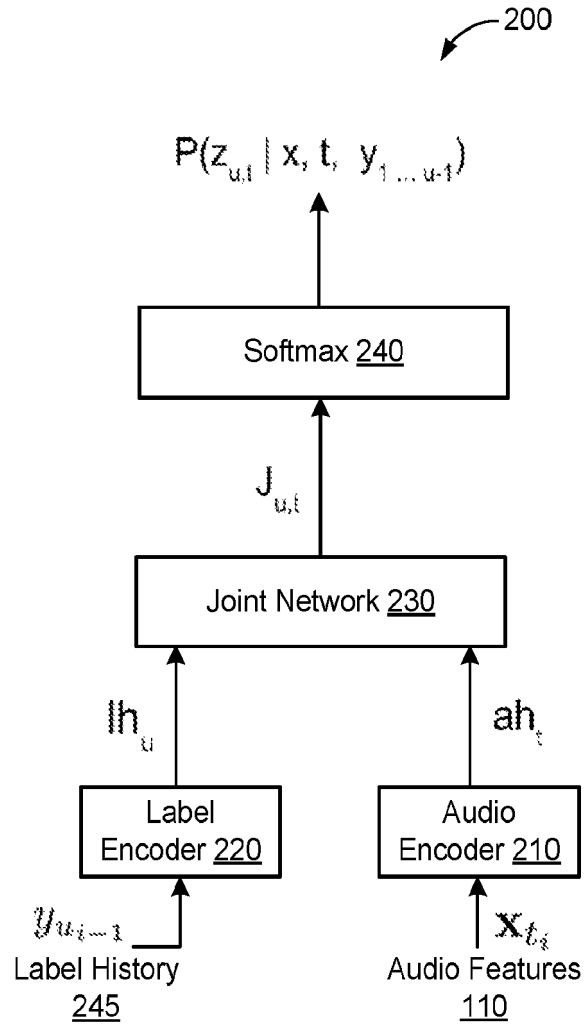 200
P(z_{u,t} | x, t, y_{1 ... u-1})
Softmax 240
J_{u,t}
Joint Network 230
lh_u ah_t
Label Encoder 220
Audio Encoder 210
y_{u_{i-1}} x_{t_i}
Label History 245
Audio Features 110